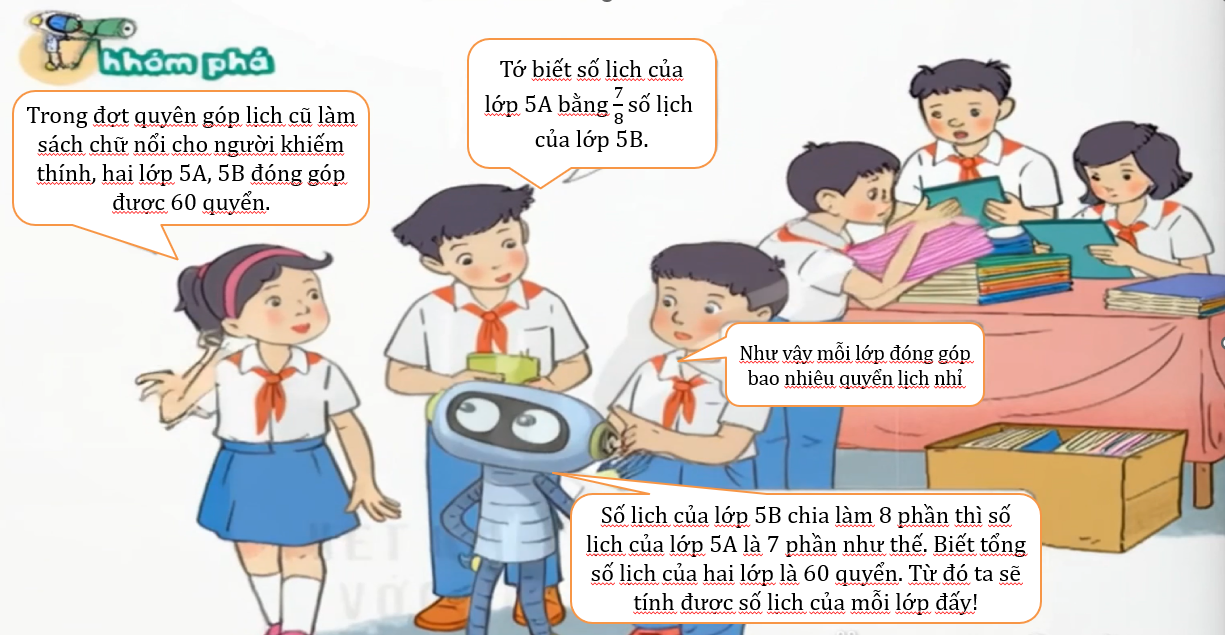 khám phá
Trong đợt quyên góp lịch cũ làm
sách chữ nổi cho người khiếm
thính, hai lớp 5A, 5B đóng góp
được 60 quyển.
Tớ biết số lịch của
lớp 5A bằng 7/8 số lịch
của lớp 5B.
Như vậy mỗi lớp đóng góp
bao nhiêu quyển lịch nhỉ
Số lịch của lớp 5B chia làm 8 phần thì số
lich của lớp 5A là 7 phần như thế. Biết tổng
số lịch của hai lớp là 60 quyển. Từ đó ta sẽ
tính được số lịch của mỗi lớp đấy!